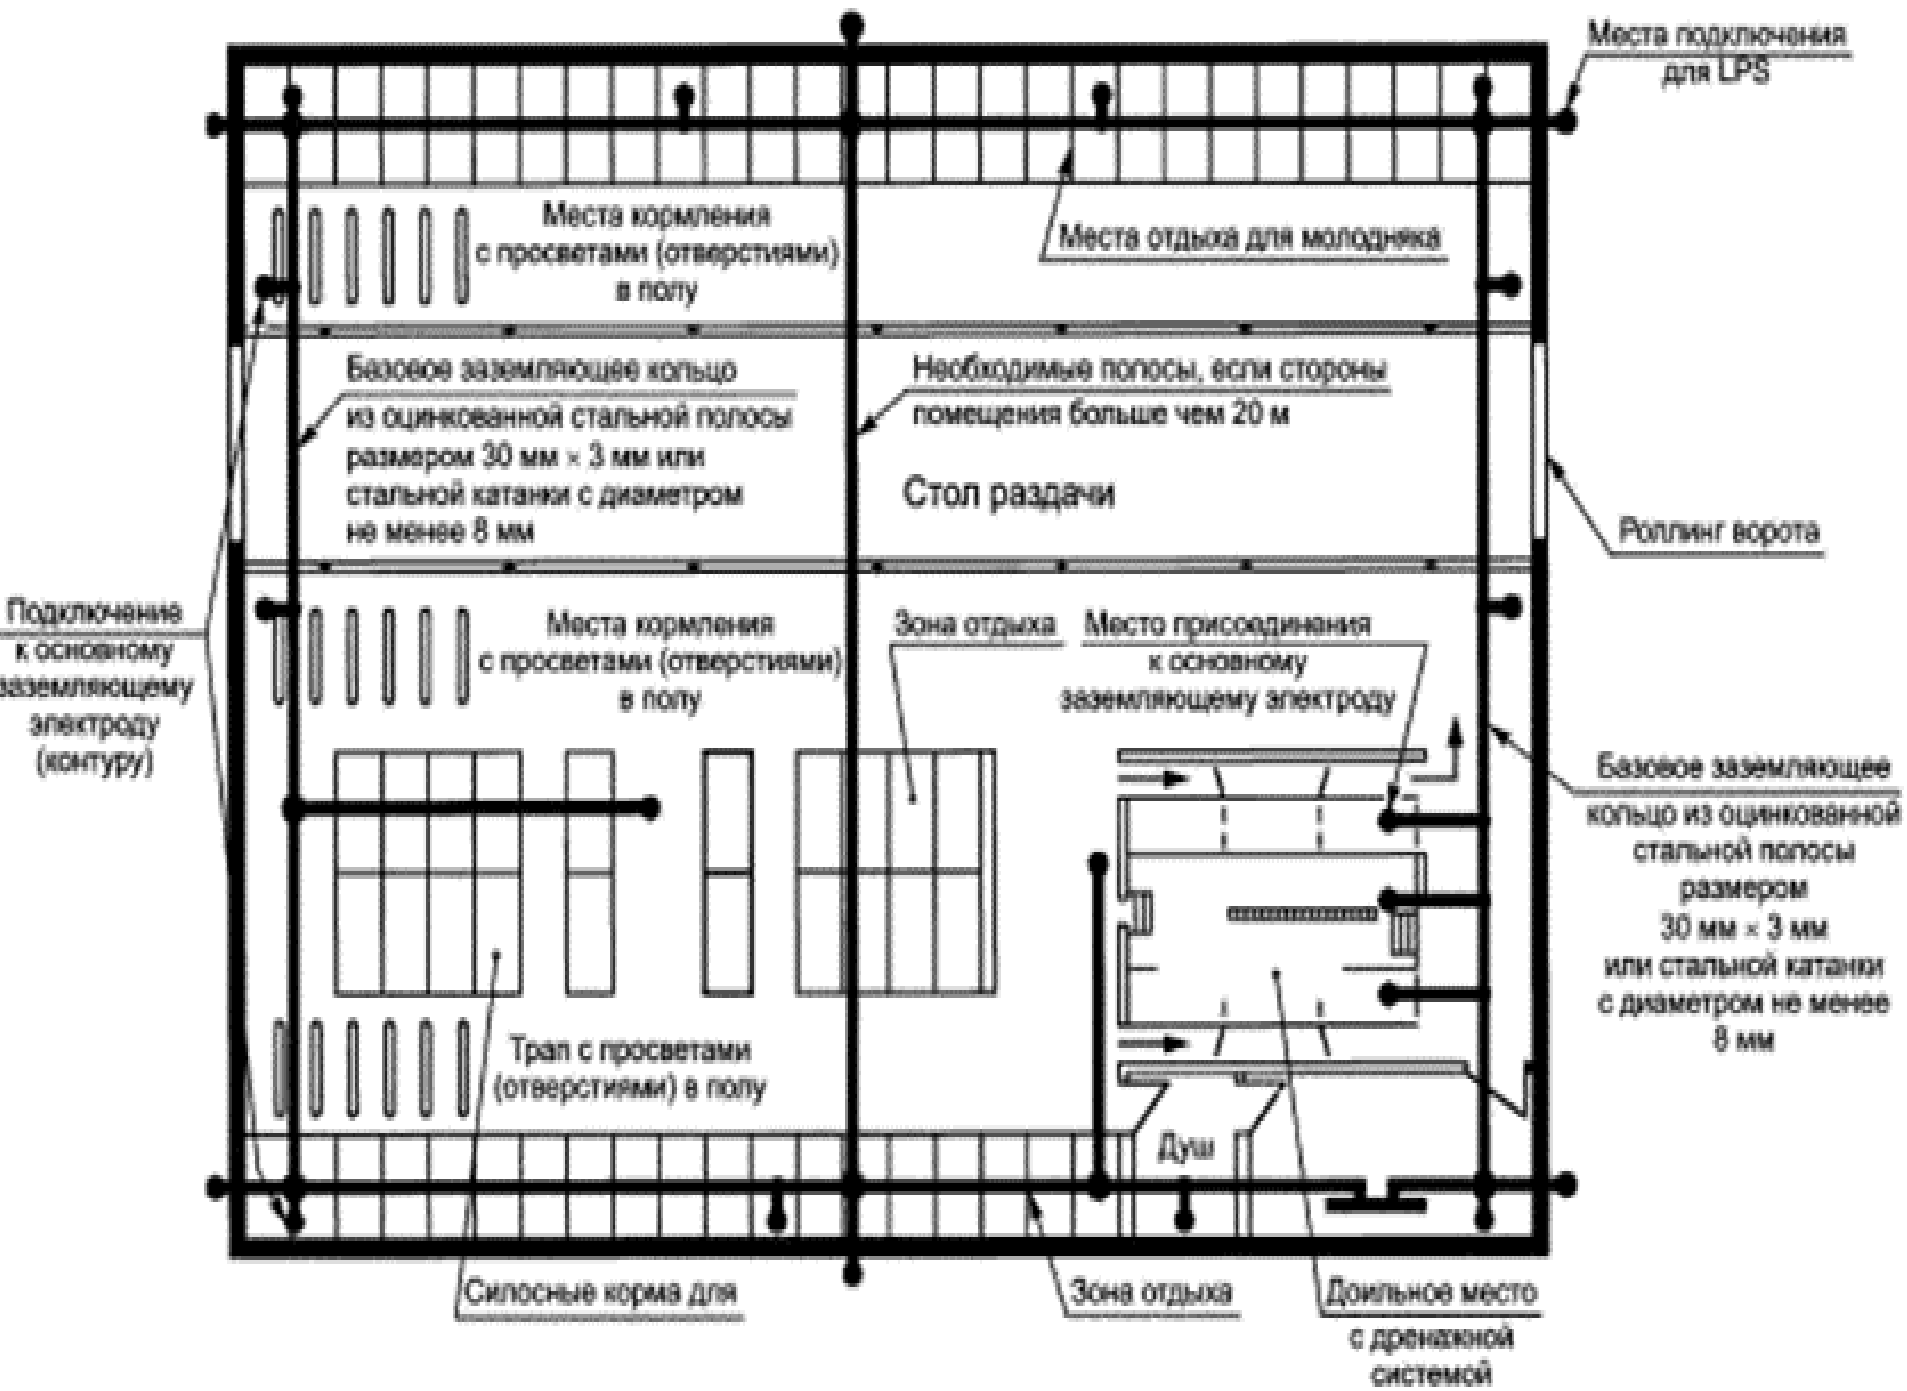 Места подключения
для LPS
Места кормления
с просветами (отверстиями)
в полу
Места отдыха для молодняка
Базовое заземляющее кольцо
из оцинкованной стальной полосы
размером 30 мм × 3 мм или
стальной катанки с диаметром
не менее 8 мм
Необходимые полосы, если стороны
помещения больше чем 20 м
Стол раздачи
Роллинг ворота
Подключение
к основному
заземляющему
электроду
(контуру)
Места кормления
с просветами (отверстиями)
в полу
Зона отдыха
Место присоединения
к основному
заземляющему электроду
Базовое заземляющее
кольцо из оцинкованной
стальной полосы
размером
30 мм × 3 мм
или стальной катанки
с диаметром не менее
8 мм
Трап с просветами
(отверстиями) в полу
Душ
Силосные корма для
Зона отдыха
Доильное место
с дренажной
системой